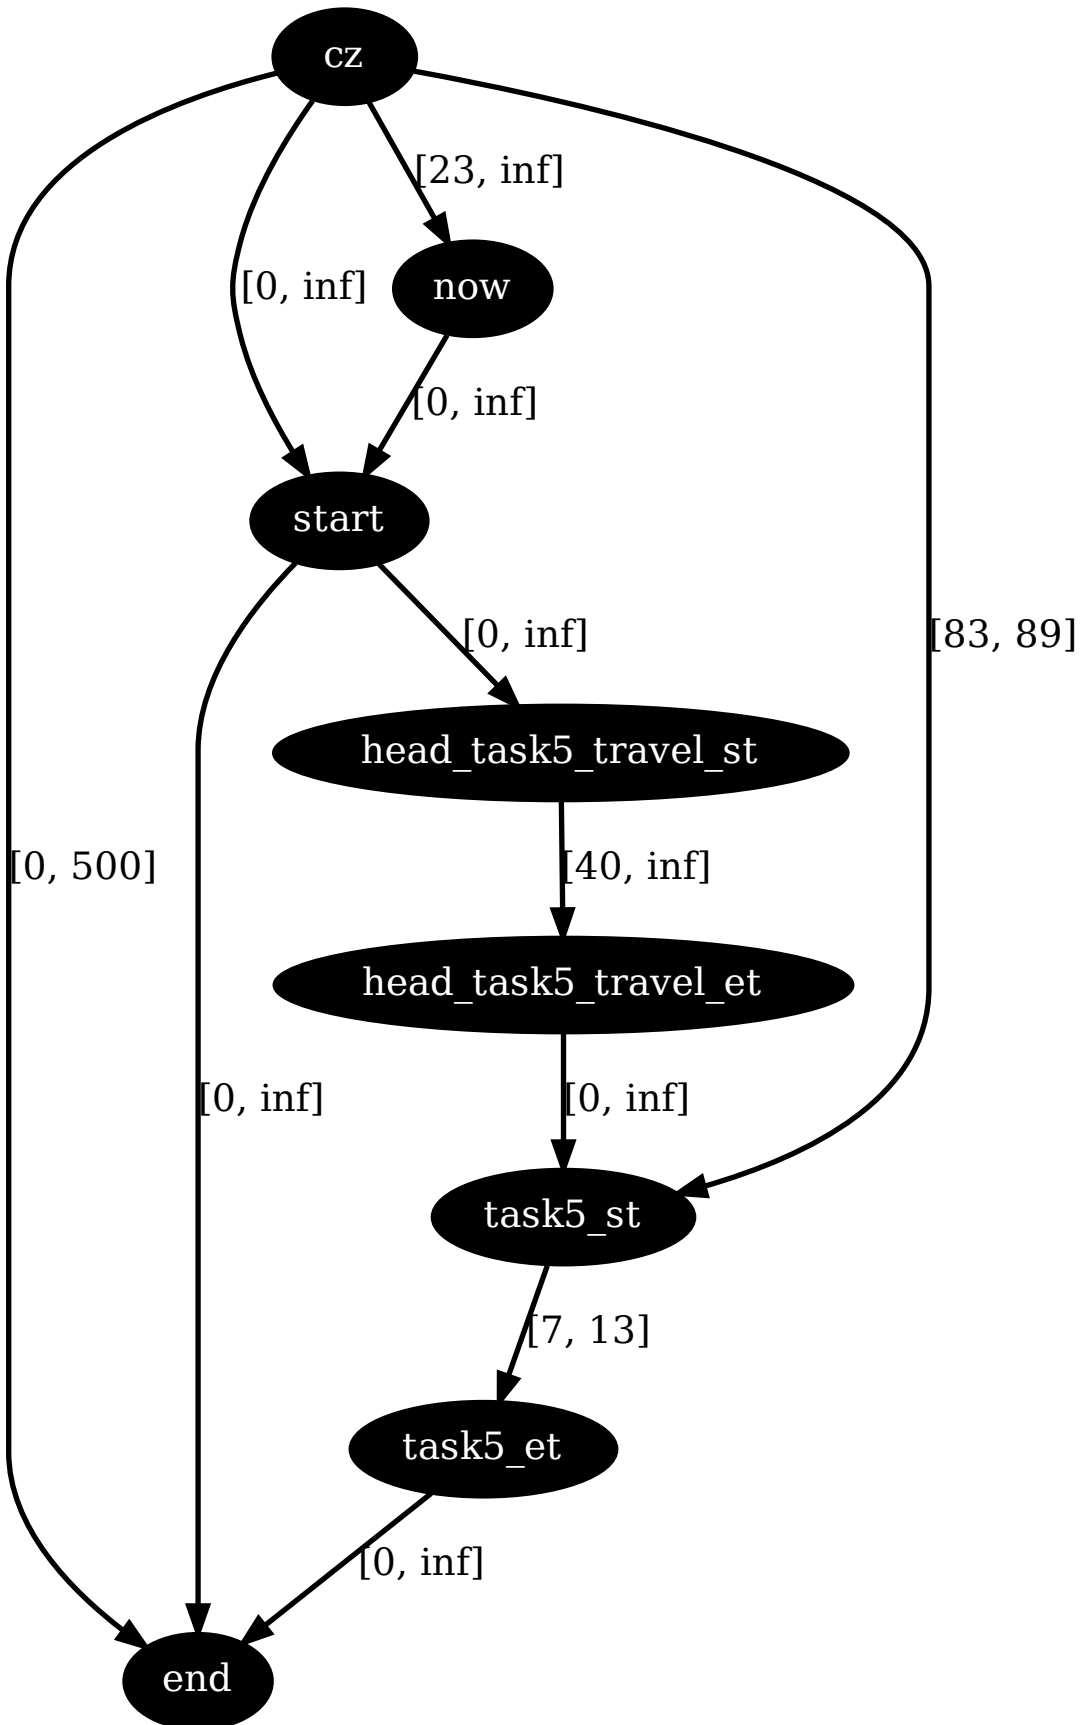 cz
[23, inf]
[0, inf]
now
[0, inf]
start
[0, inf]
[83, 89]
head_task5_travel_st
[0, 500]
[40, inf]
head_task5_travel_et
[0, inf]
[0, inf]
task5_st
[7, 13]
task5_et
[0, inf]
end